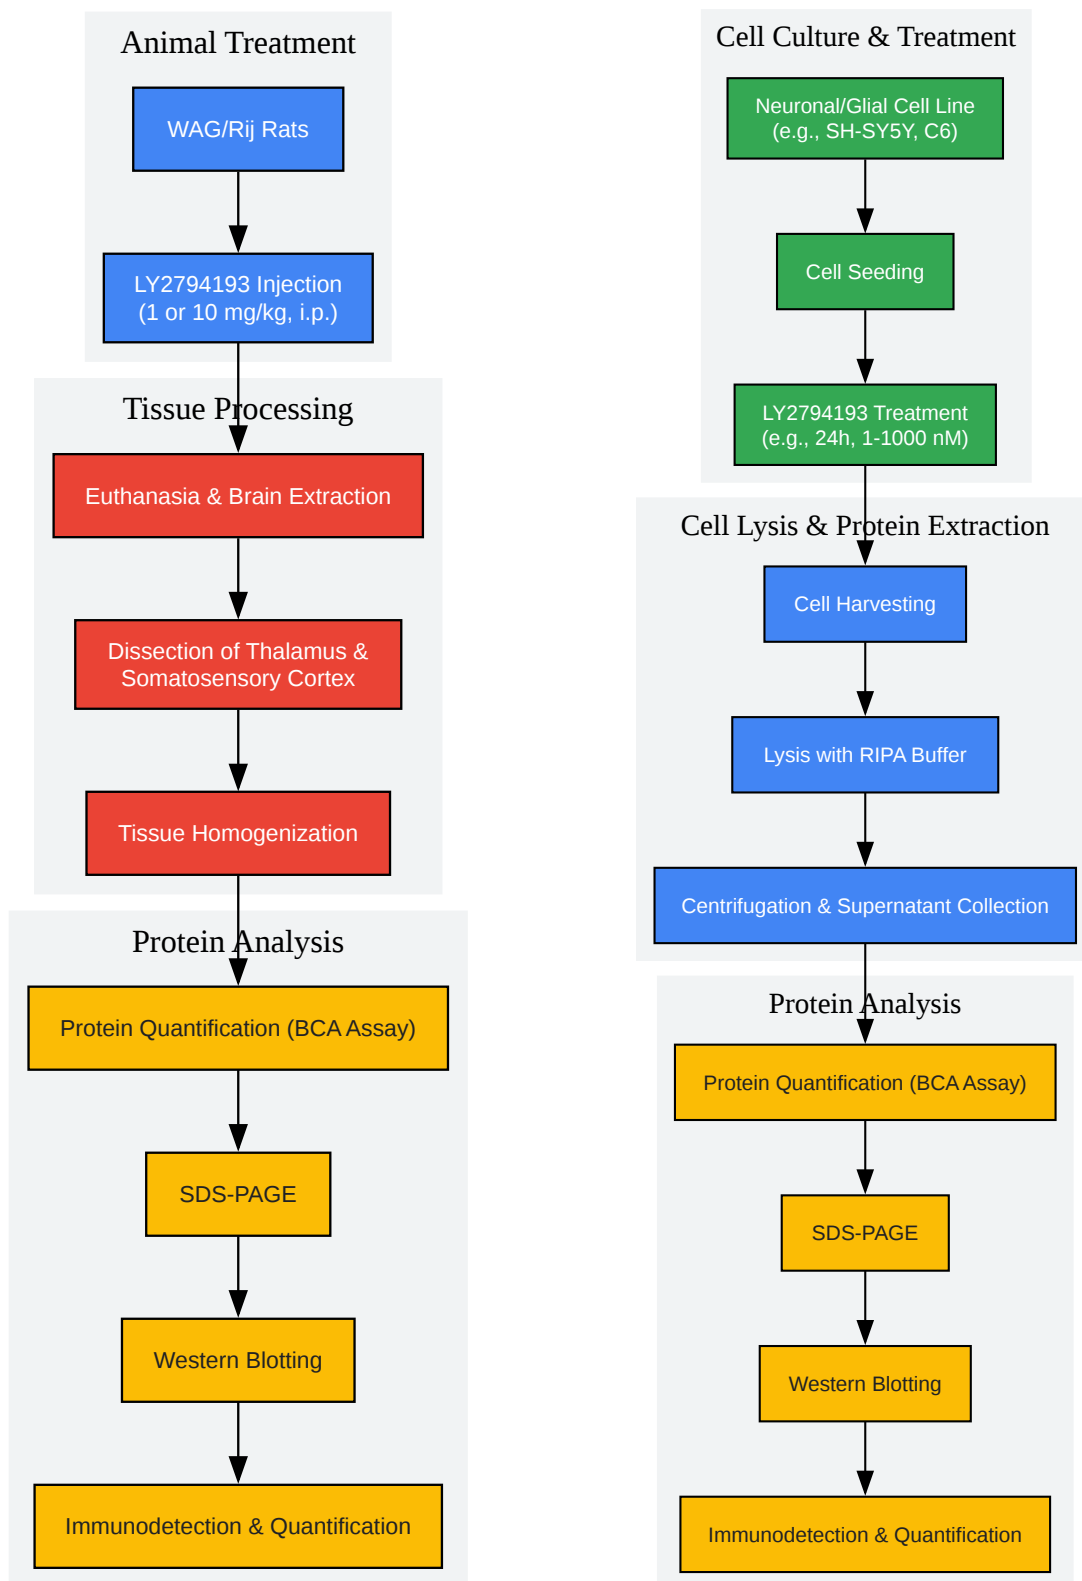 Animal Treatment
WAG/Rij Rats
LY2794193 Injection
(1 or 10 mg/kg, i.p.)
Tissue Processing
Euthanasia & Brain Extraction
Dissection of Thalamus &
Somatosensory Cortex
Tissue Homogenization
Protein Analysis
Protein Quantification (BCA Assay)
SDS-PAGE
Western Blotting
Immunodetection & Quantification
Cell Culture & Treatment
Neuronal/Glial Cell Line
(e.g., SH-SY5Y, C6)
Cell Seeding
LY2794193 Treatment
(e.g., 24h, 1-1000 nM)
Cell Lysis & Protein Extraction
Cell Harvesting
Lysis with RIPA Buffer
Centrifugation & Supernatant Collection
Protein Analysis
Protein Quantification (BCA Assay)
SDS-PAGE
Western Blotting
Immunodetection & Quantification